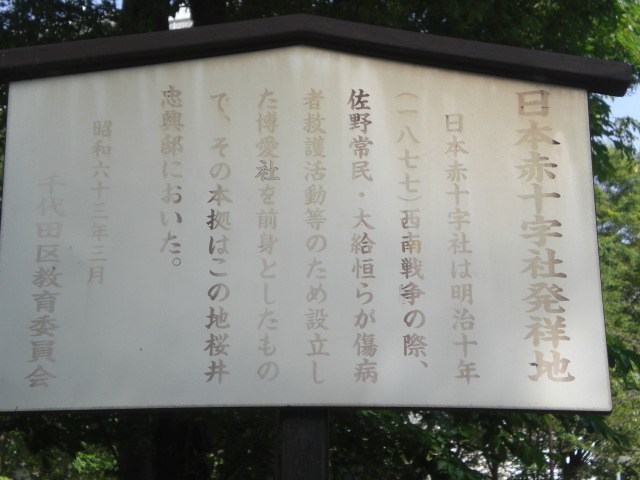 日本赤十字社発祥地
日本赤十字社は明治十年
(一八七七)西南戦争の際、
佐野常民・大給恒らが傷病
者救護活動等のため設立し
た博愛社を前身としたもの
で、その本拠はこの地桜井
忠興邸においた。
昭和六十三年三月
千代田区教育委員会